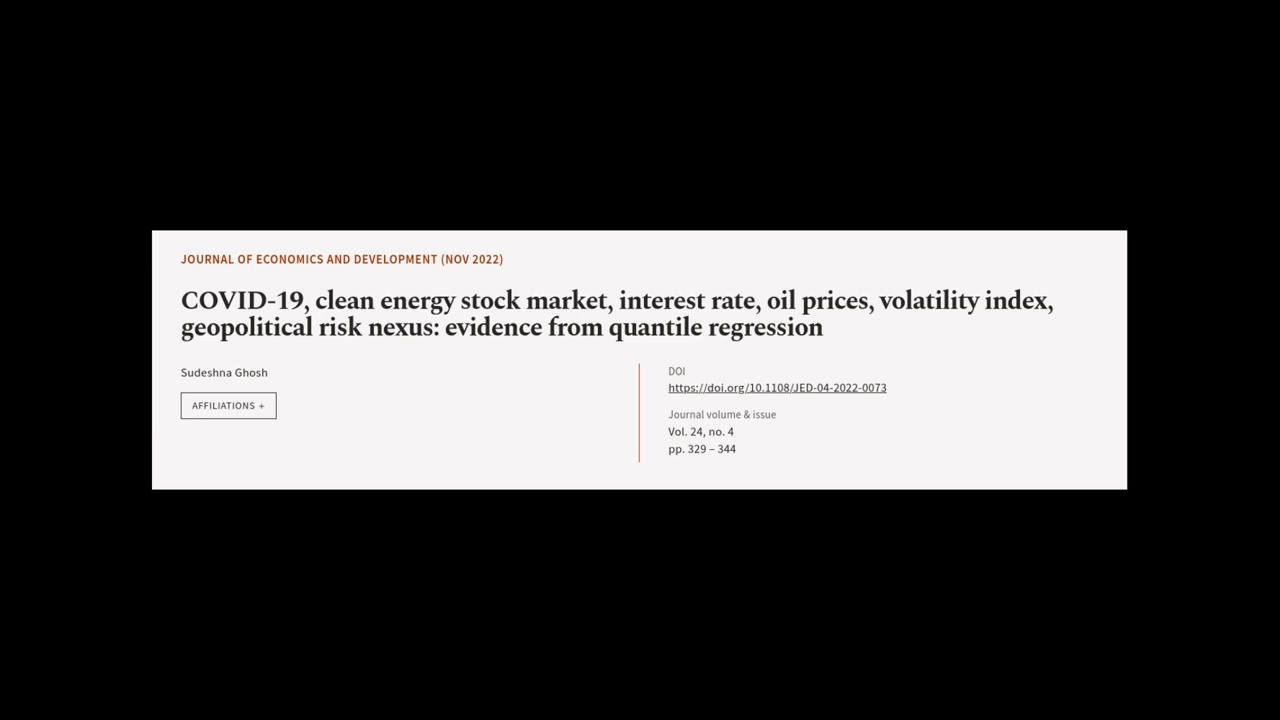 JOURNAL OF ECONOMICS AND DEVELOPMENT (NOV 2022)
COVID-19, clean energy stock market, interest rate, oil prices, volatility index,
geopolitical risk nexus: evidence from quantile regression
Sudeshna Ghosh
AFFILIATIONS +
DOI
https://doi.org/10.1108/JED-04-2022-0073
Journal volume & issue
Vol. 24, no. 4
pp. 329 – 344